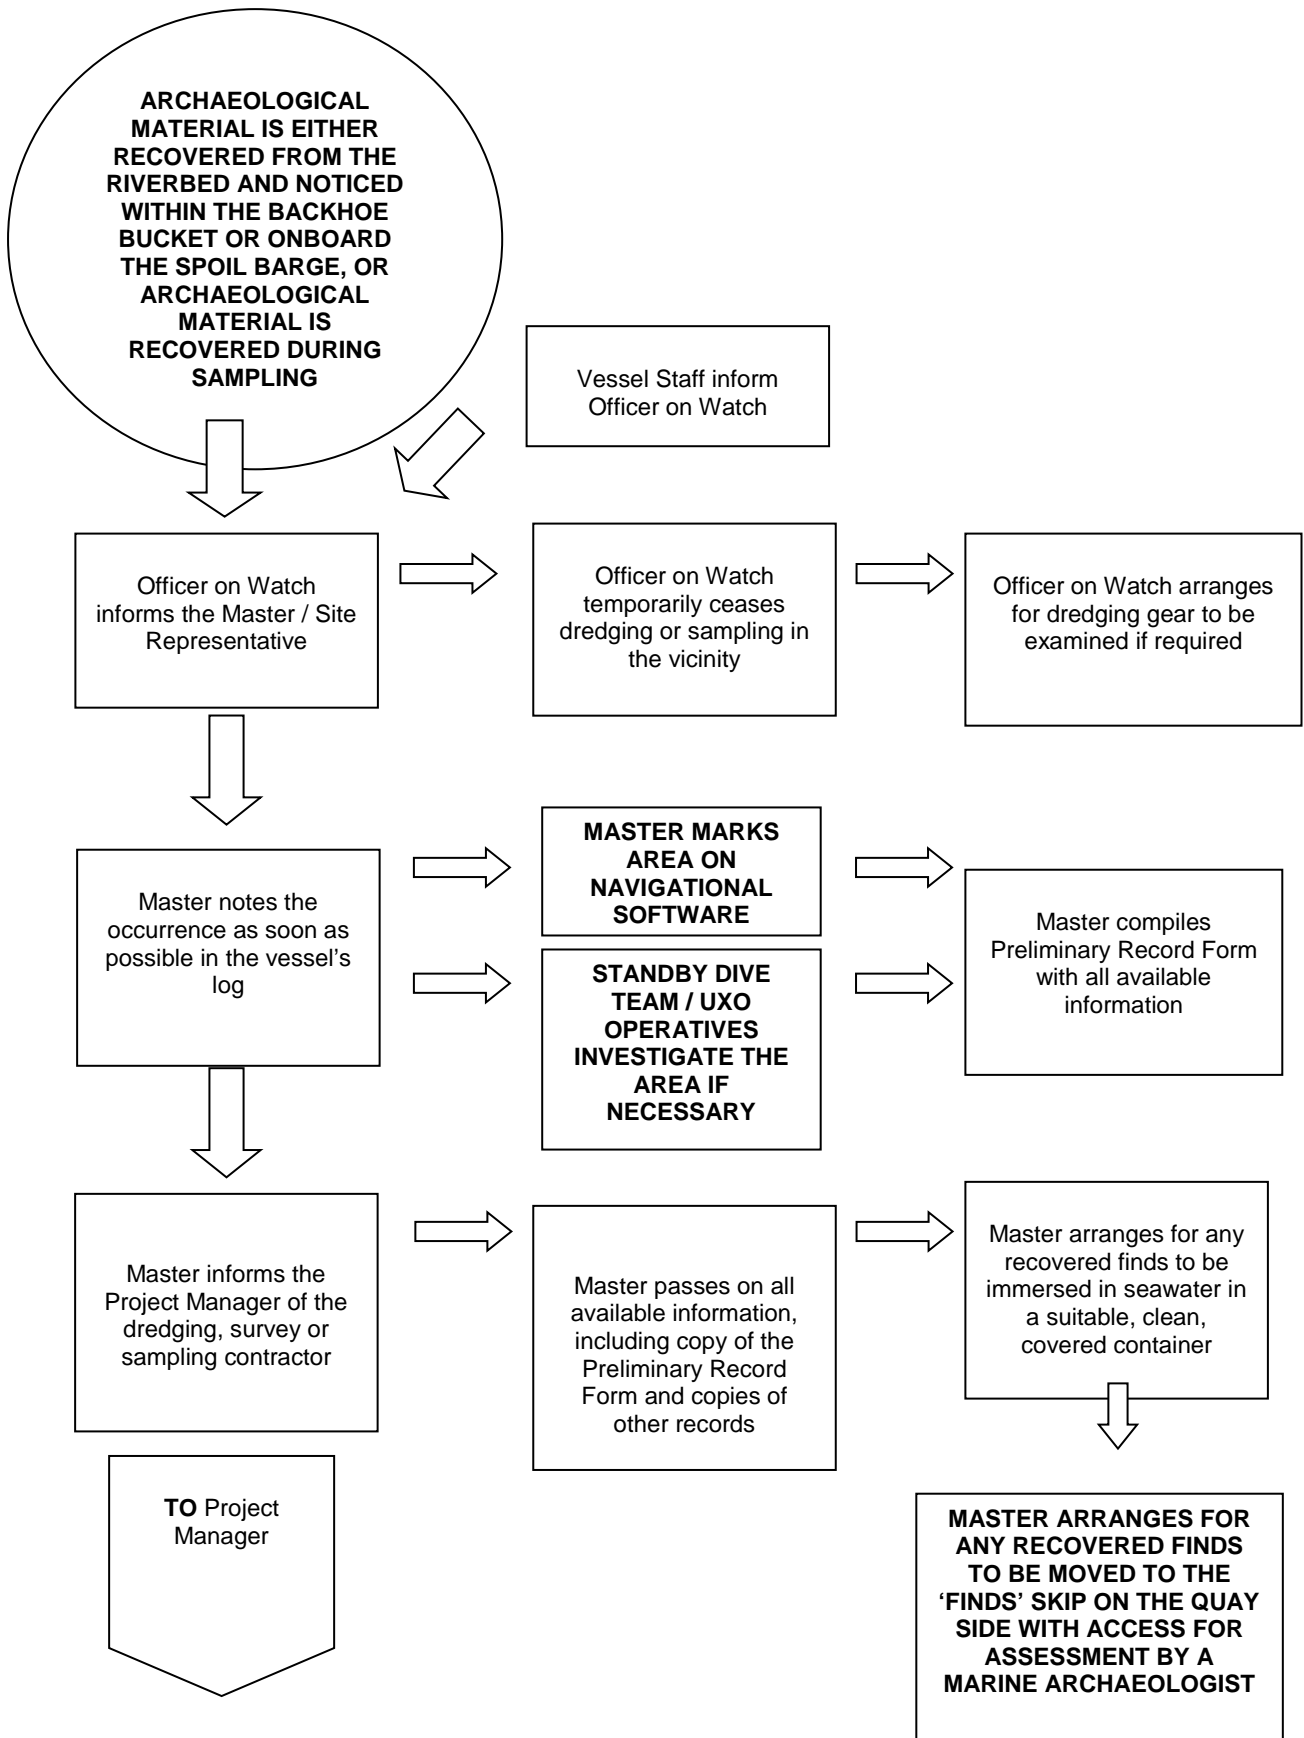 ARCHAEOLOGICAL
MATERIAL IS EITHER
RECOVERED FROM THE
RIVERBED AND NOTICED
WITHIN THE BACKHOE
BUCKET OR ONBOARD
THE SPOIL BARGE, OR
ARCHAEOLOGICAL
MATERIAL IS
RECOVERED DURING
SAMPLING
Vessel Staff inform
Officer on Watch
Officer on Watch
informs the Master / Site
Representative
Officer on Watch
temporarily ceases
dredging or sampling in
the vicinity
Officer on Watch arranges
for dredging gear to be
examined if required
Master notes the
occurrence as soon as
possible in the vessel’s
log
MASTER MARKS
AREA ON
NAVIGATIONAL
SOFTWARE
STANDBY DIVE
TEAM / UXO
OPERATIVES
INVESTIGATE THE
AREA IF
NECESSARY
Master compiles
Preliminary Record Form
with all available
information
Master informs the
Project Manager of the
dredging, survey or
sampling contractor
Master passes on all
available information,
including copy of the
Preliminary Record
Form and copies of
other records
Master arranges for any
recovered finds to be
immersed in seawater in
a suitable, clean,
covered container
TO Project
Manager
MASTER ARRANGES FOR
ANY RECOVERED FINDS
TO BE MOVED TO THE
‘FINDS’ SKIP ON THE QUAY
SIDE WITH ACCESS FOR
ASSESSMENT BY A
MARINE ARCHAEOLOGIST